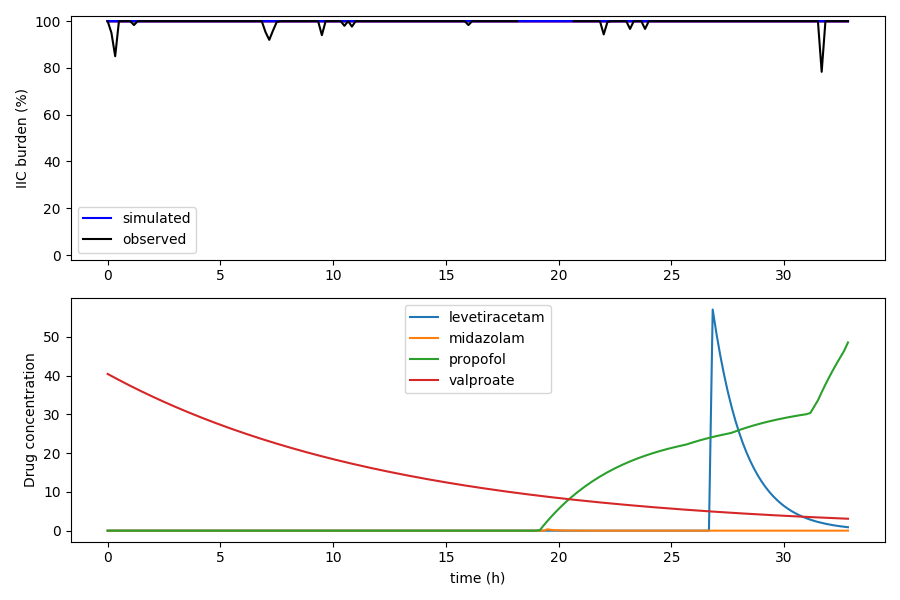 IIC burden (%)
100
80
60
40
20
0
simulated
observed
0 5 10 15 20 25 30
Drug concentration
50
40
30
20
10
0
levetiracetam
midazolam
propofol
valproate
0 5 10 15 20 25 30
time (h)